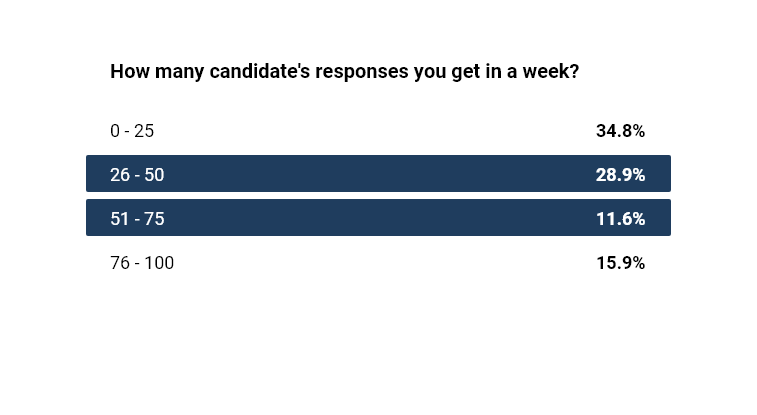 How many candidate's responses you get in a week?
0 - 25 34.8%
26 - 50 28.9%
51 - 75 11.6%
76 - 100 15.9%